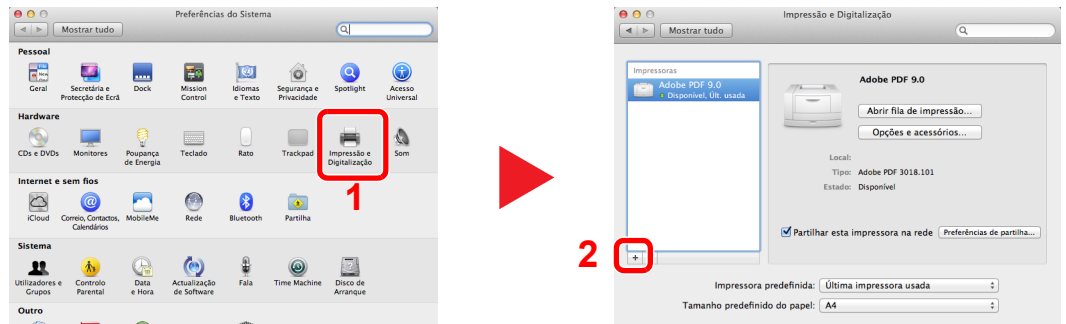 Preferências do Sistema
Mostrar tudo
Pessoal
Geral
Secretária e
Protecção de Ecrã
Dock
Mission
Control
Idiomas
e Texto
Segurança e
Privacidade
Spotlight
Acesso
Universal
Hardware
CDs e DVDs
Monitores
Poupança
de Energia
Teclado
Rato
Trackpad
Impressão e
Digitalização
Som
1
Internet e sem fios
iCloud
Correio, Contactos,
Calendários
MobileMe
Rede
Bluetooth
Partilha
Sistema
Utilizadores e
Grupos
Controlo
Parental
Data
e Hora
Actualização
de Software
Fala
Time Machine
Disco de
Arranque
Outro
Impressão e Digitalização
Mostrar tudo
Impressoras
Adobe PDF 9.0
Disponível, Últ. usada
Adobe PDF 9.0
Abrir fila de impressão...
Opções e acessórios...
Local:
Tipo: Adobe PDF 3018.101
Estado: Disponível
Partilhar esta impressora na rede
Preferências de partilha...
2
+
Impressora predefinida: Última impressora usada
Tamanho predefinido do papel: A4